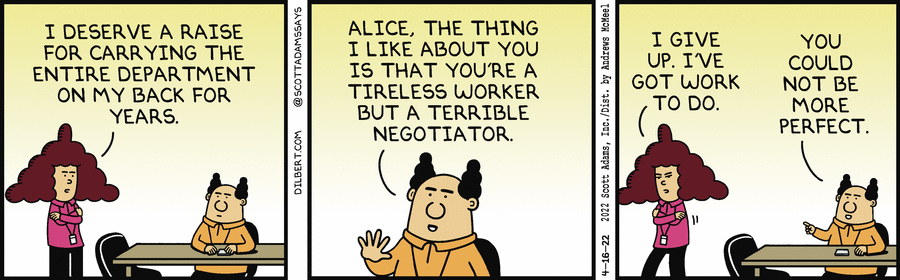 I DESERVE A RAISE
FOR CARRYING THE
ENTIRE DEPARTMENT
ON MY BACK FOR
YEARS.
DILBERT.COM @SCOTTADAMSSAYS
ALICE, THE THING
I LIKE ABOUT YOU
IS THAT YOU'RE A
TIRELESS WORKER
BUT A TERRIBLE
NEGOTIATOR.
4-16-22 2022 Scott Adams, Inc./Dist. by Andrews McMeel
I GIVE
UP. I'VE
GOT WORK
TO DO.
YOU
COULD
NOT BE
MORE
PERFECT.